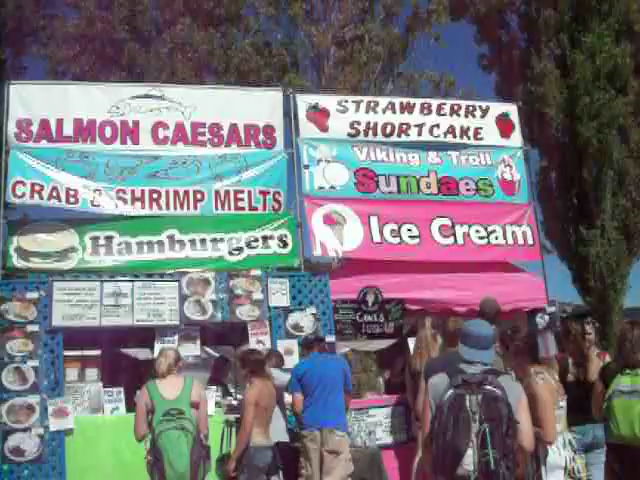 SALMON CAESARS
CRAB & SHRIMP MELTS
Hamburgers
STRAWBERRY
SHORTCAKE
Viking & Troll
Sundaes
Ice Cream